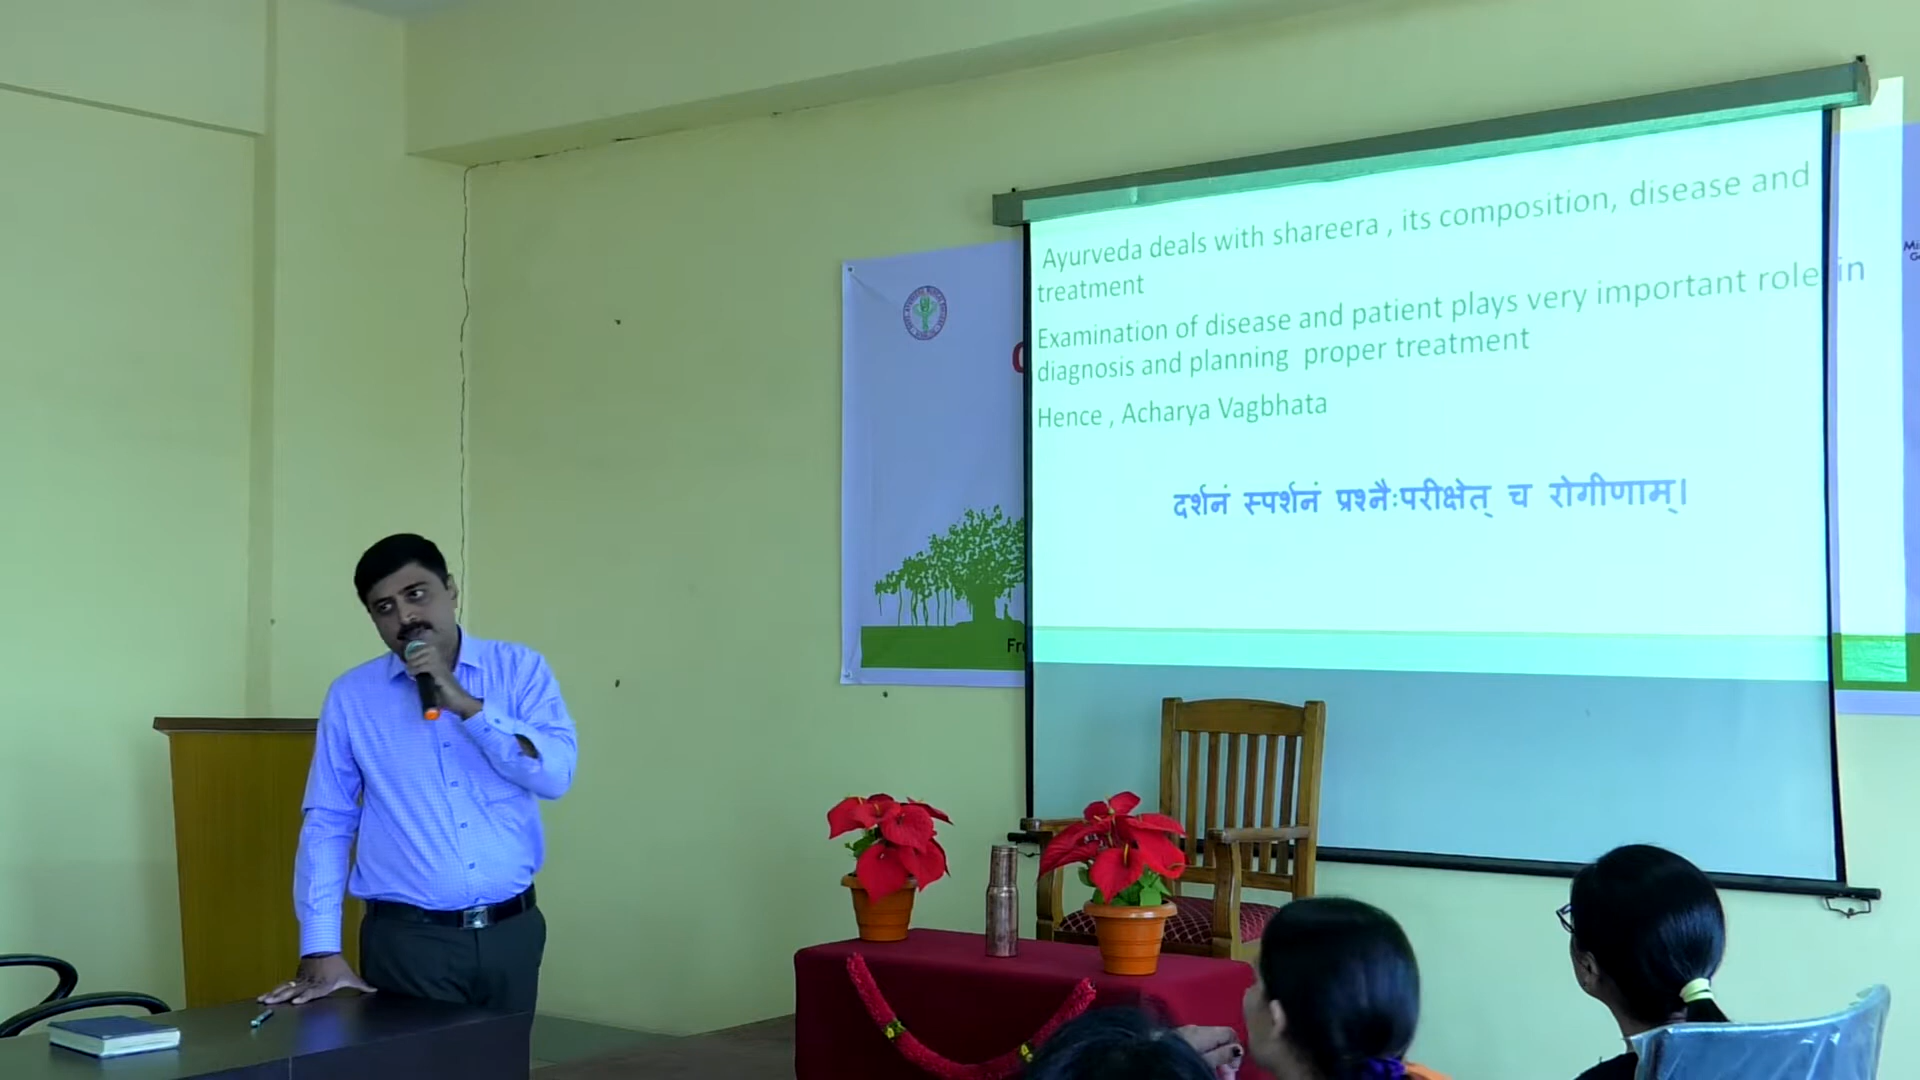 Ayurveda deals with shareera , its composition, disease and
treatment
Examination of disease and patient plays very important role in
diagnosis and planning proper treatment
Hence , Acharya Vagbhata
दर्शनं स्पर्शनं प्रश्नैःपरीक्षेत् च रोगीणाम्।